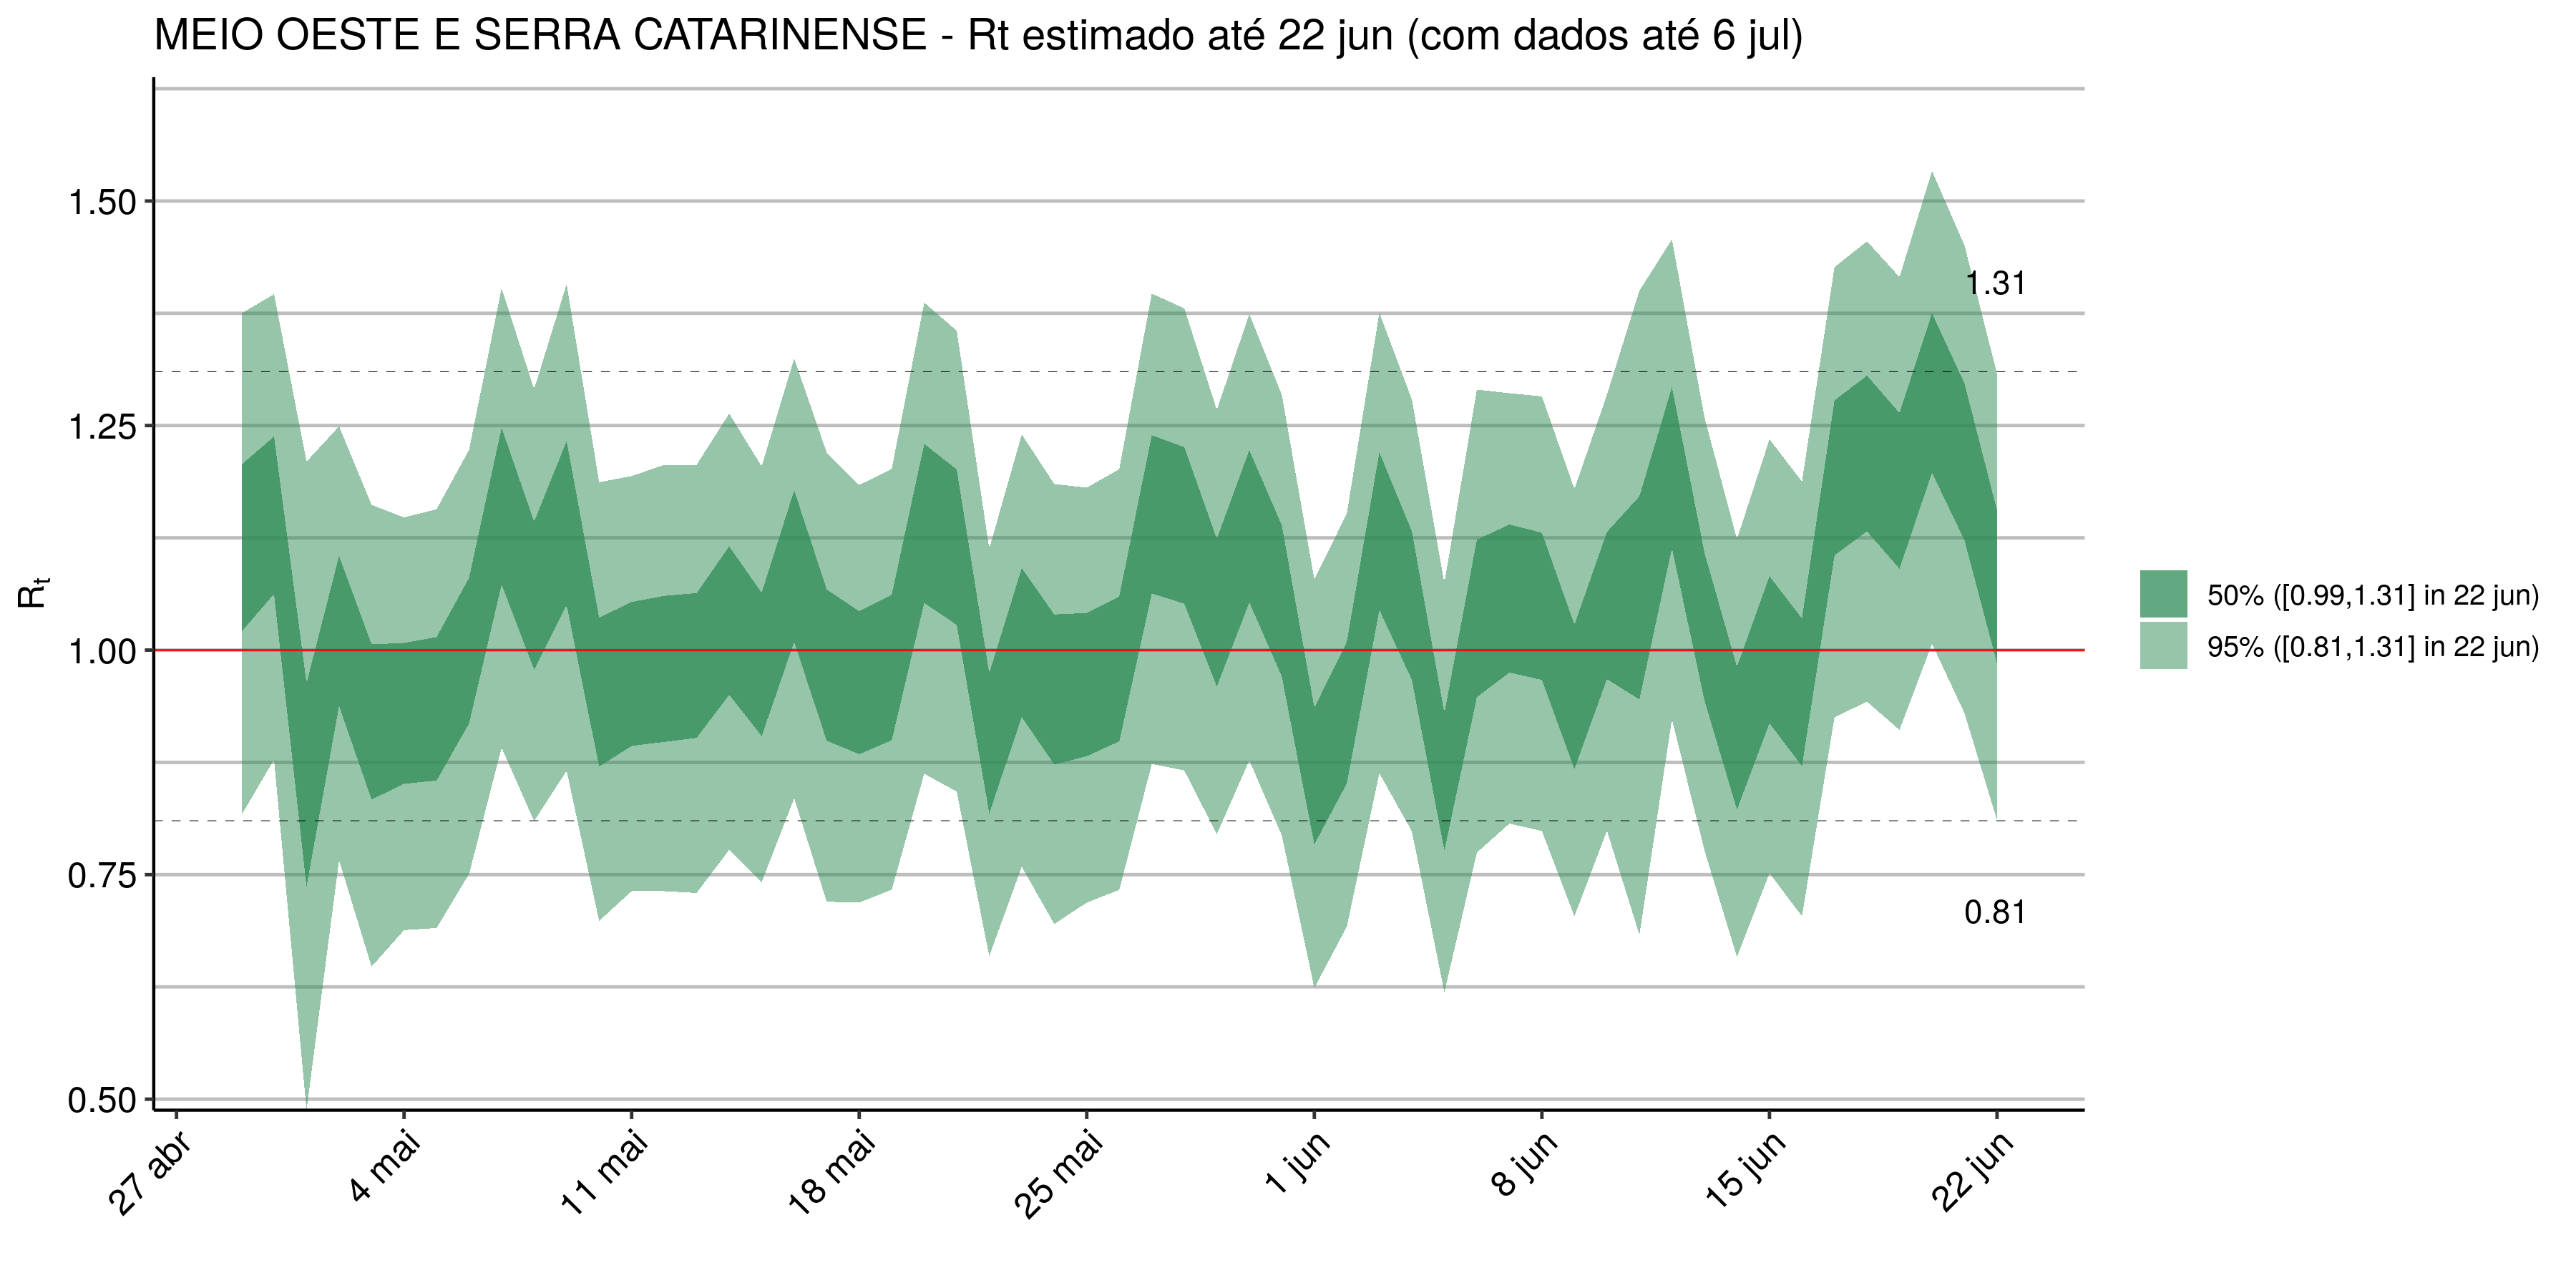 MEIO OESTE E SERRA CATARINENSE - Rt estimado até 22 jun (com dados até 6 jul)
1.50
1.25
1.00
0.75
0.50
Rt
1.31
0.81
27 abr
4 mai
11 mai
18 mai
25 mai
1 jun
8 jun
15 jun
22 jun
50% ([0.99,1.31] in 22 jun)
95% ([0.81,1.31] in 22 jun)